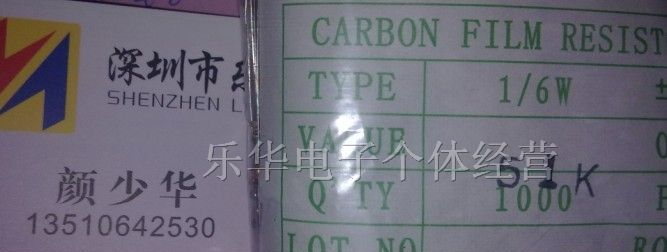 深圳市
SHENZHEN L
颜少华
13510642530
CARBON FILM RESIST
TYPE 1/6W ±
VALUE 51K
Q'TY 1000
LOT NO
乐华电子个体经营